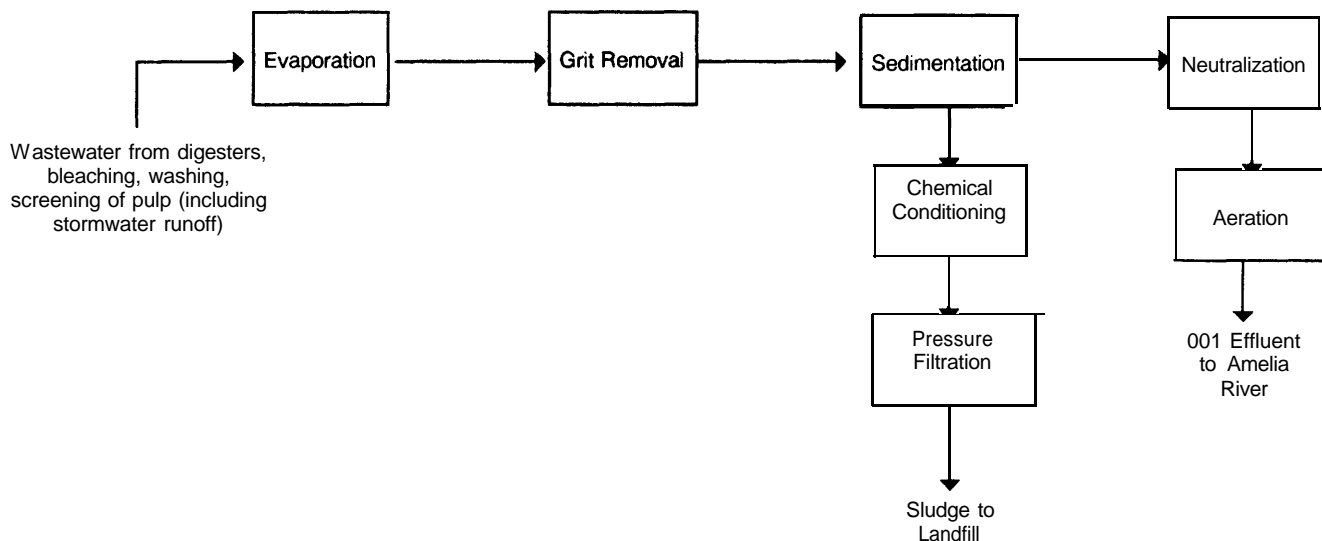 Evaporation
Grit Removal
Sedimentation
Neutralization
Wastewater from digesters,
bleaching, washing,
screening of pulp (including
stormwater runoff)
Chemical
Conditioning
Aeration
Pressure
Filtration
001 Effluent
to Amelia
River
Sludge to
Landfill